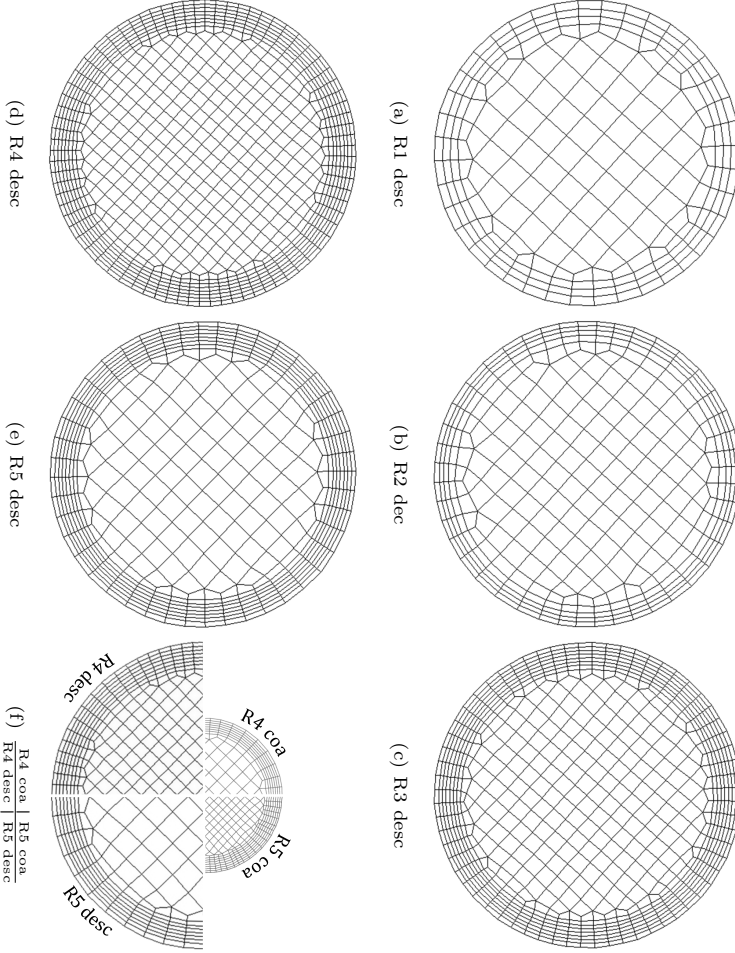 (a) R1 desc
(b) R2 dec
(c) R3 desc
(d) R4 desc
(e) R5 desc
R4 coa
R5 coa
R4 desc
R5 desc
(f) R4 coa | R5 coa
R4 desc | R5 desc